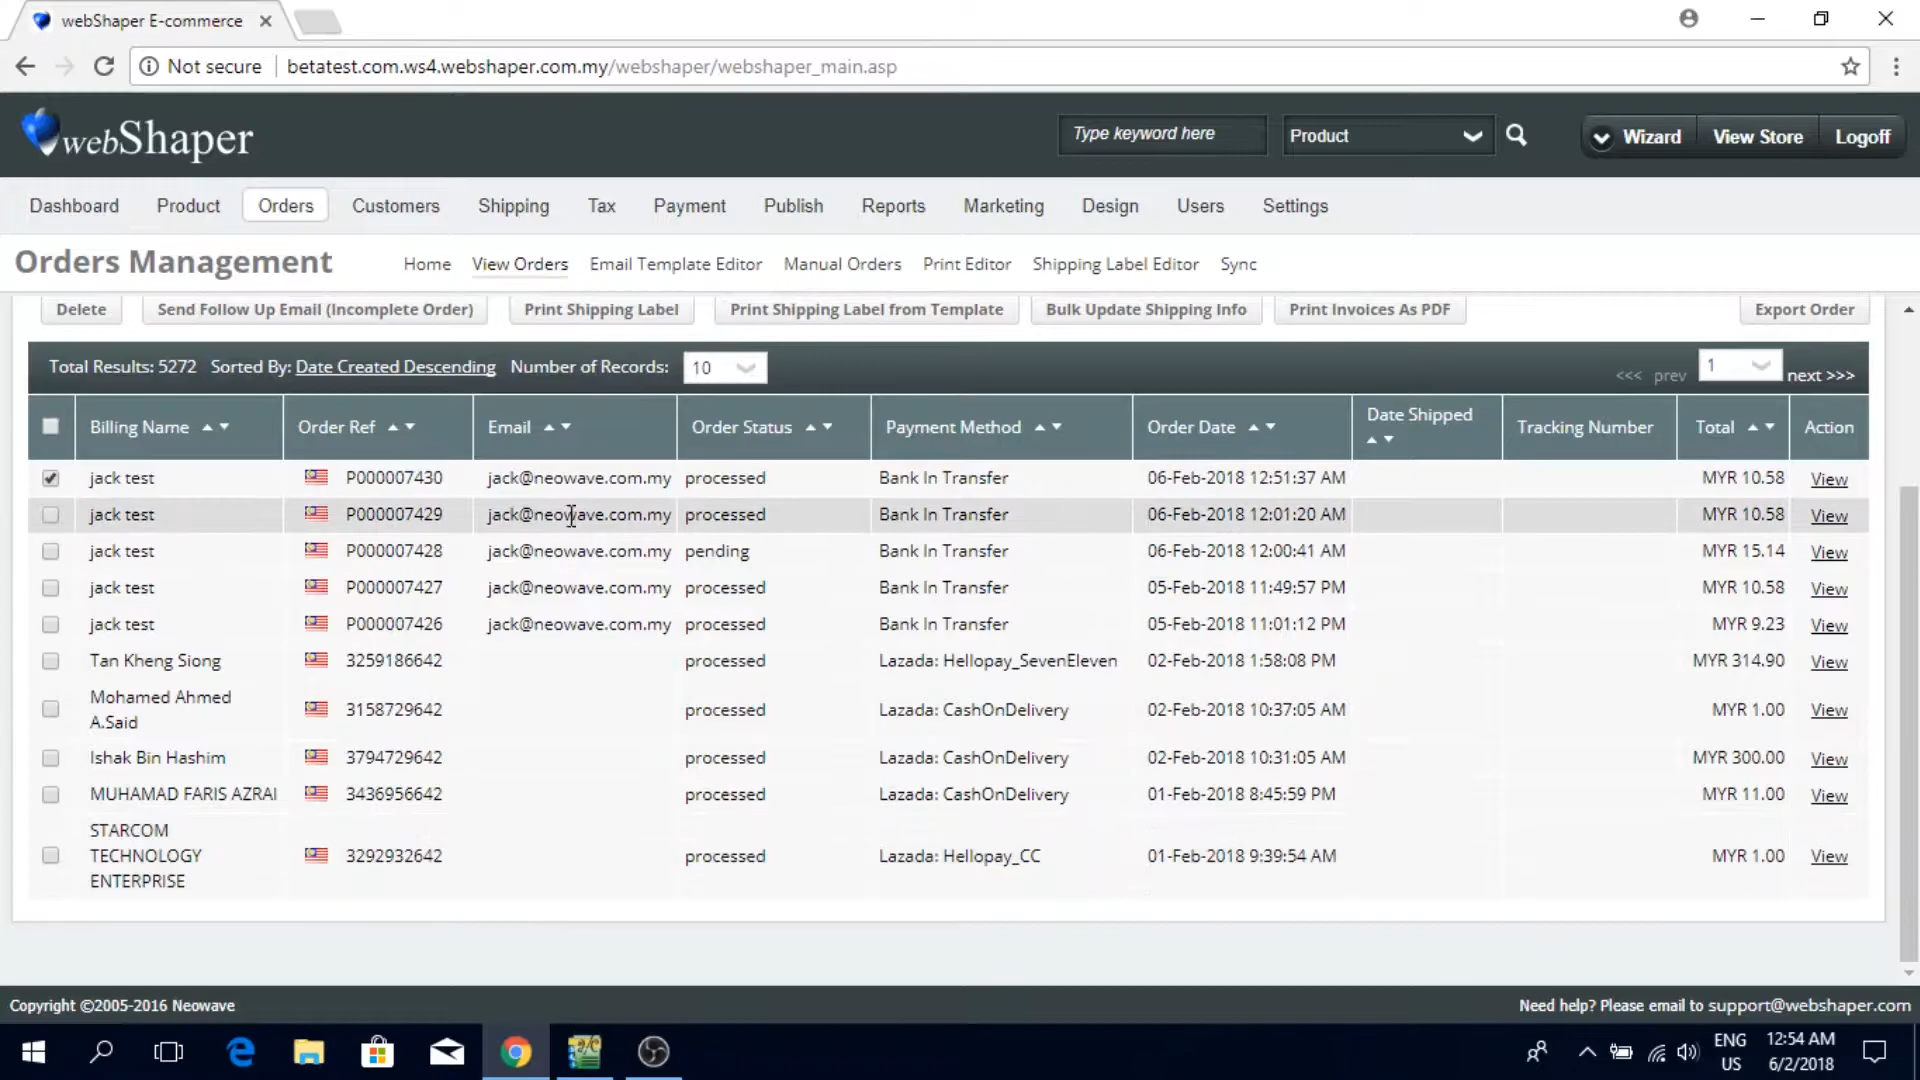 webShaper E-commerce
Not secure betatest.com.ws4.webshaper.com.my/webshaper/webshaper_main.asp
webShaper
Type keyword here
Product
Wizard View Store Logoff
Dashboard Product Orders Customers Shipping Tax Payment Publish Reports Marketing Design Users Settings
Orders Management
Home View Orders Email Template Editor Manual Orders Print Editor Shipping Label Editor Sync
Delete Send Follow Up Email (Incomplete Order) Print Shipping Label Print Shipping Label from Template Bulk Update Shipping Info Print Invoices As PDF Export Order
Total Results: 5272 Sorted By: Date Created Descending Number of Records: 10 <<< prev 1 next >>>
Billing Name Order Ref Email Order Status Payment Method Order Date Date Shipped Tracking Number Total Action
jack test P000007430 jack@neowave.com.my processed Bank In Transfer 06-Feb-2018 12:51:37 AM MYR 10.58 View
jack test P000007429 jack@neowave.com.my processed Bank In Transfer 06-Feb-2018 12:01:20 AM MYR 10.58 View
jack test P000007428 jack@neowave.com.my pending Bank In Transfer 06-Feb-2018 12:00:41 AM MYR 15.14 View
jack test P000007427 jack@neowave.com.my processed Bank In Transfer 05-Feb-2018 11:49:57 PM MYR 10.58 View
jack test P000007426 jack@neowave.com.my processed Bank In Transfer 05-Feb-2018 11:01:12 PM MYR 9.23 View
Tan Kheng Siong 3259186642 processed Lazada: Hellopay_SevenEleven 02-Feb-2018 1:58:08 PM MYR 314.90 View
Mohamed Ahmed
A.Said 3158729642 processed Lazada: CashOnDelivery 02-Feb-2018 10:37:05 AM MYR 1.00 View
Ishak Bin Hashim 3794729642 processed Lazada: CashOnDelivery 02-Feb-2018 10:31:05 AM MYR 300.00 View
MUHAMAD FARIS AZRAI 3436956642 processed Lazada: CashOnDelivery 01-Feb-2018 8:45:59 PM MYR 11.00 View
STARCOM
TECHNOLOGY
ENTERPRISE 3292932642 processed Lazada: Hellopay_CC 01-Feb-2018 9:39:54 AM MYR 1.00 View
Copyright ©2005-2016 Neowave
Need help? Please email to support@webshaper.com
ENG
US
12:54 AM
6/2/2018